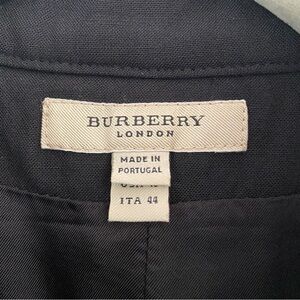 BURBERRY
LONDON
MADE IN
PORTUGAL
ITA 44